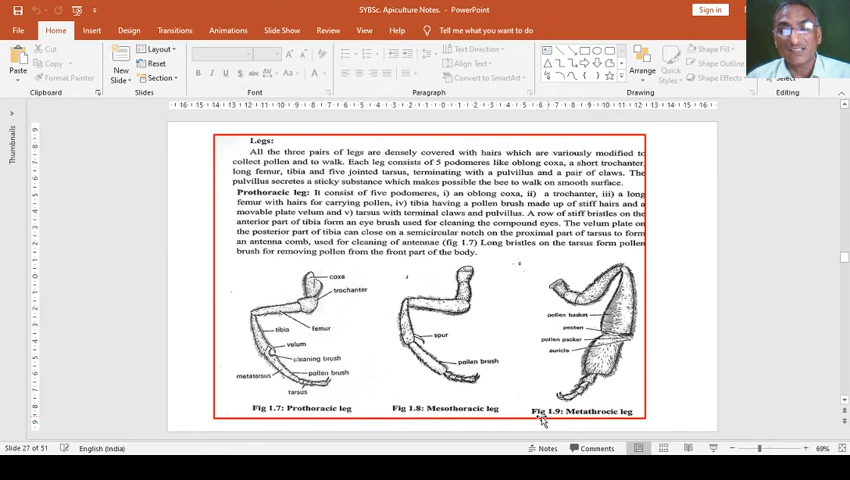 SYBSc. Apiculture Notes. - PowerPoint
Sign in
File Home Insert Design Transitions Animations Slide Show Review View Help Tell me what you want to do
Cut
Copy
Format Painter
Paste
Clipboard
New Slide
Layout
Reset
Section
Slides
Font
Text Direction
Align Text
Convert to SmartArt
Paragraph
Arrange
Quick Styles
Shape Fill
Shape Outline
Shape Effects
Drawing
Select
Editing
Thumbnails
Legs:
All the three pairs of legs are densely covered with hairs which are variously modified to
collect pollen and to walk. Each leg consists of 5 podomeres like oblong coxa, a short trochanter,
long femur, tibia and five jointed tarsus, terminating with a pulvillus and a pair of claws. The
pulvillus secretes a sticky substance which makes possible the bee to walk on smooth surface.
Prothoracic leg: It consist of five podomeres, i) an oblong coxa, ii) a trochanter, iii) a long
femur with hairs for carrying pollen, iv) tibia having a pollen brush made up of stiff hairs and a
movable plate velum and v) tarsus with terminal claws and pulvillus. A row of stiff bristles on the
anterior part of tibia form an eye brush used for cleaning the compound eyes. The velum plate on
the posterior part of tibia can close on a semicircular notch on the proximal part of tarsus to form
an antenna comb, used for cleaning of antennae (fig 1.7) Long bristles on the tarsus form pollen
brush for removing pollen from the front part of the body.
coxa
trochanter
femur
tibia
velum
cleaning brush
metatarsus
pollen brush
tarsus
Fig 1.7: Prothoracic leg
spur
pollen brush
Fig 1.8: Mesothoracic leg
pollen basket
pecten
pollen packer
auricle
Fig 1.9: Metathrocic leg
Slide 27 of 51
English (India)
Notes
Comments
69%